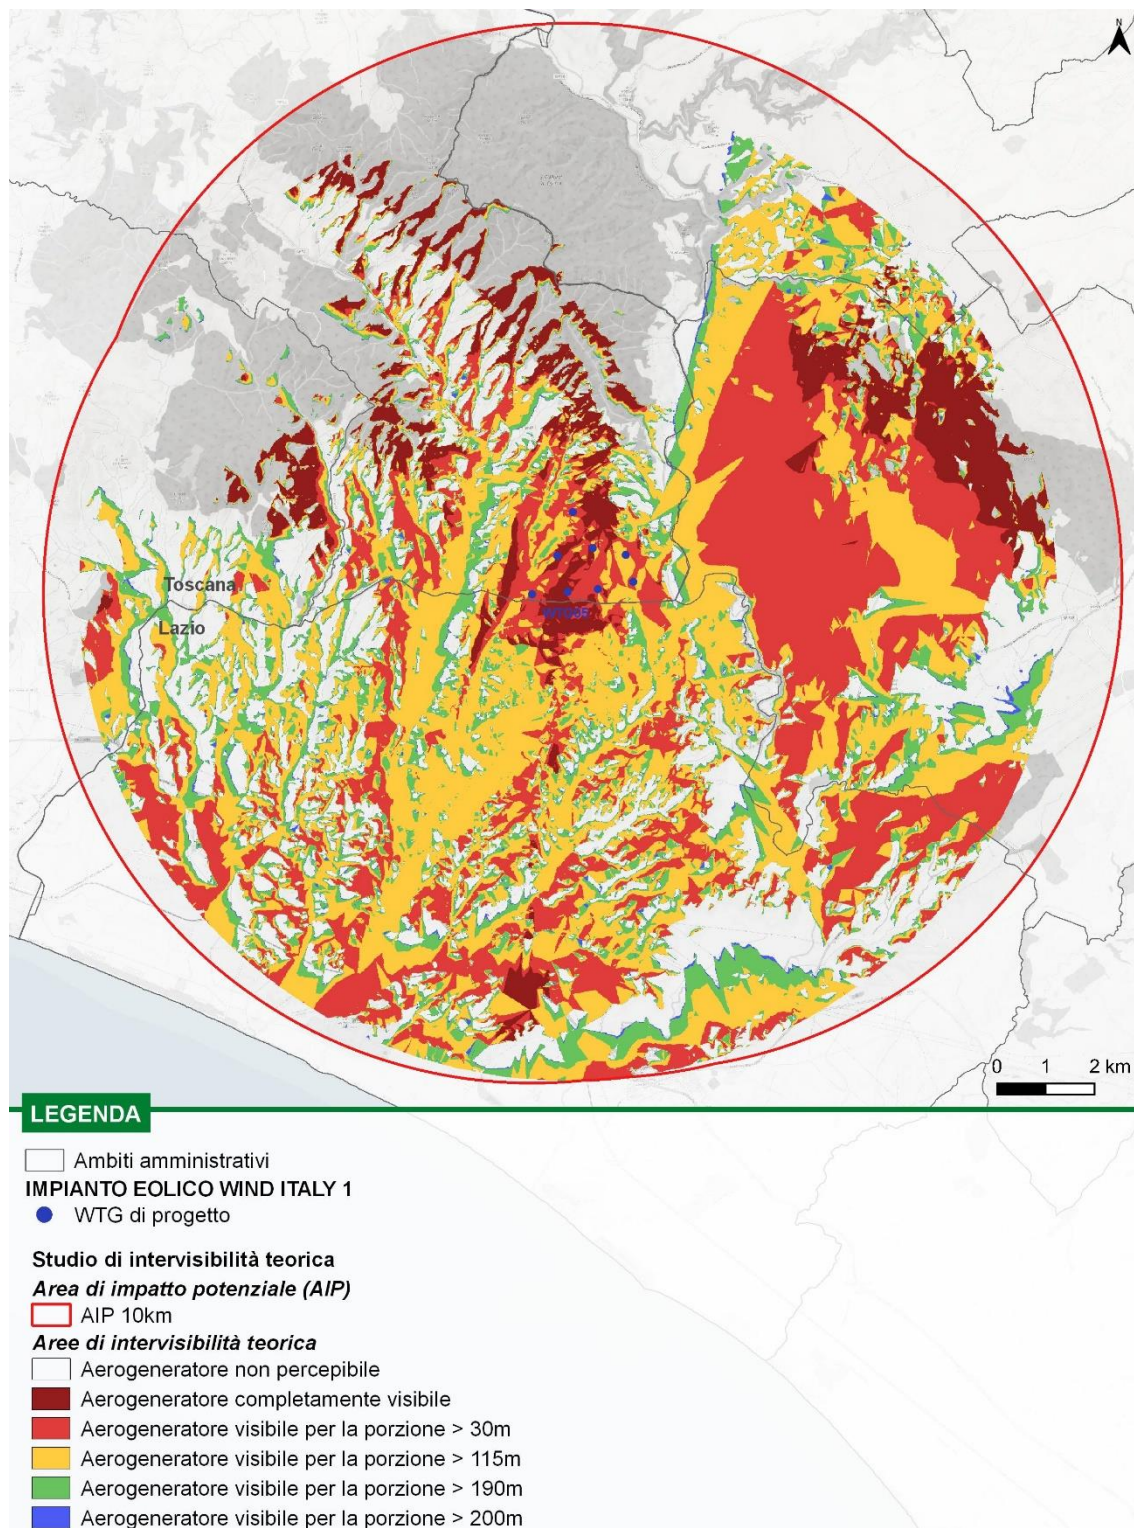 N
Toscana
Lazio
0 1 2 km
LEGENDA
Ambiti amministrativi
IMPIANTO EOLICO WIND ITALY 1
WTG di progetto
Studio di intervisibilità teorica
Area di impatto potenziale (AIP)
AIP 10km
Aree di intervisibilità teorica
Aerogeneratore non percepibile
Aerogeneratore completamente visibile
Aerogeneratore visibile per la porzione > 30m
Aerogeneratore visibile per la porzione > 115m
Aerogeneratore visibile per la porzione > 190m
Aerogeneratore visibile per la porzione > 200m